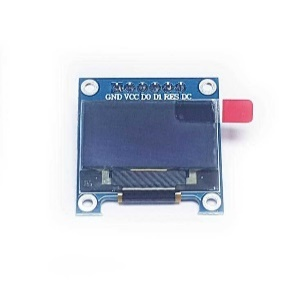 GND VCC D0 D1 RES DC